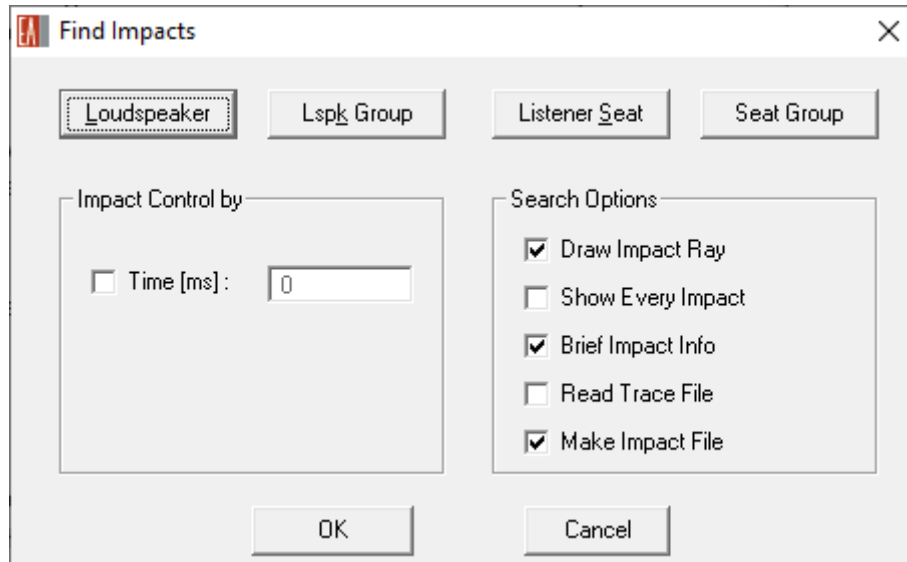 EA Find Impacts
Loudspeaker Lspk Group Listener Seat Seat Group
Impact Control by Search Options
Time [ms] : 0
Draw Impact Ray
Show Every Impact
Brief Impact Info
Read Trace File
Make Impact File
OK Cancel